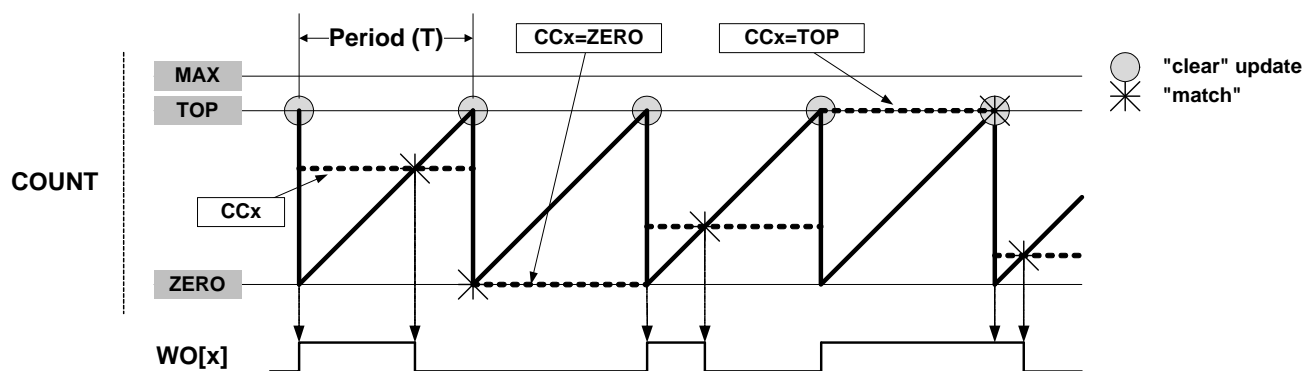 Period (T)
CCx=ZERO
CCx=TOP
MAX
"clear" update
TOP
"match"
COUNT
CCx
ZERO
WO[x]